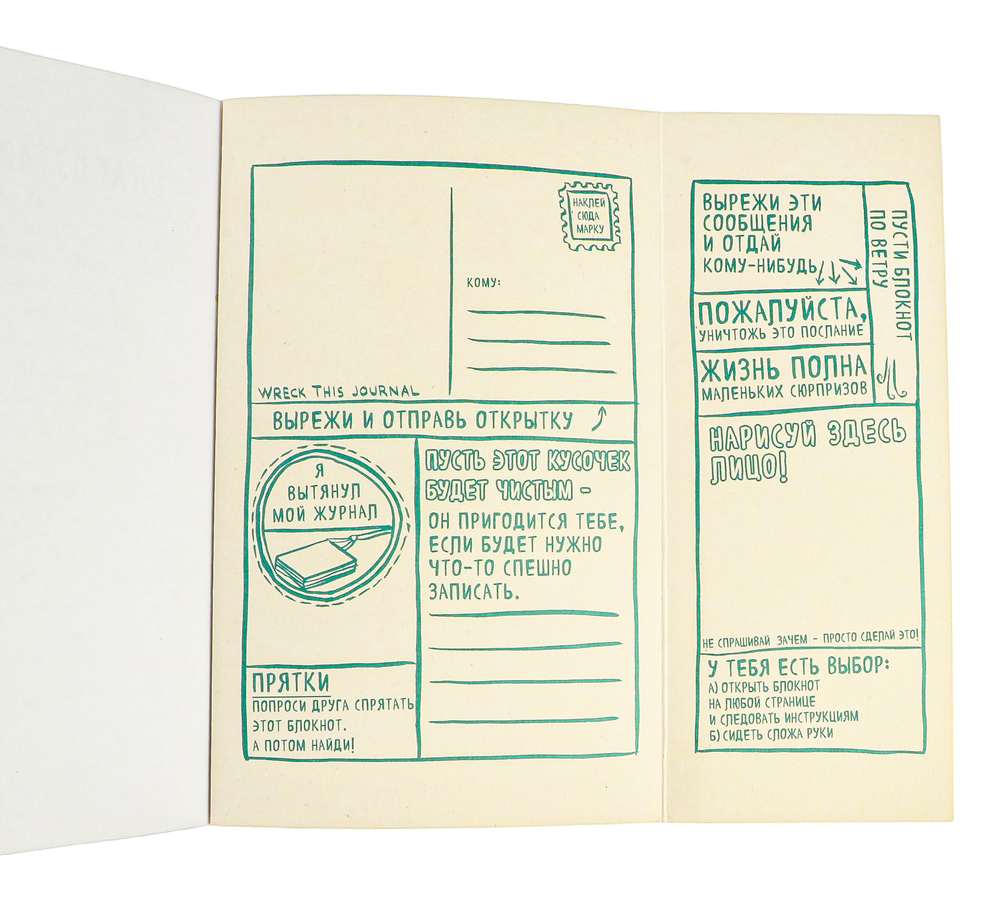 НАКЛЕЙ
СЮДА
МАРКУ
КОМУ:
WRECK THIS JOURNAL
ВЫРЕЖИ И ОТПРАВЬ ОТКРЫТКУ
Я
ВЫТЯНУЛ
МОЙ ЖУРНАЛ
ПРЯТКИ
ПОПРОСИ ДРУГА СПРЯТАТЬ
ЭТОТ БЛОКНОТ.
А ПОТОМ НАЙДИ!
ПУСТЬ ЭТОТ КУСОЧЕК
БУДЕТ ЧИСТЫМ –
ОН ПРИГОДИТСЯ ТЕБЕ,
ЕСЛИ БУДЕТ НУЖНО
ЧТО-ТО СПЕШНО
ЗАПИСАТЬ.
ВЫРЕЖИ ЭТИ
СООБЩЕНИЯ
И ОТДАЙ
КОМУ-НИБУДЬ
ПУСТИ БЛОКНОТ
ПО ВЕТРУ
ПОЖАЛУЙСТА,
УНИЧТОЖЬ ЭТО ПОСЛАНИЕ
ЖИЗНЬ ПОЛНА
МАЛЕНЬКИХ СЮРПРИЗОВ
НАРИСУЙ ЗДЕСЬ
ЛИЦО!
НЕ СПРАШИВАЙ ЗАЧЕМ – ПРОСТО СДЕЛАЙ ЭТО!
У ТЕБЯ ЕСТЬ ВЫБОР:
А) ОТКРЫТЬ БЛОКНОТ
НА ЛЮБОЙ СТРАНИЦЕ
И СЛЕДОВАТЬ ИНСТРУКЦИЯМ
Б) СИДЕТЬ СЛОЖА РУКИ